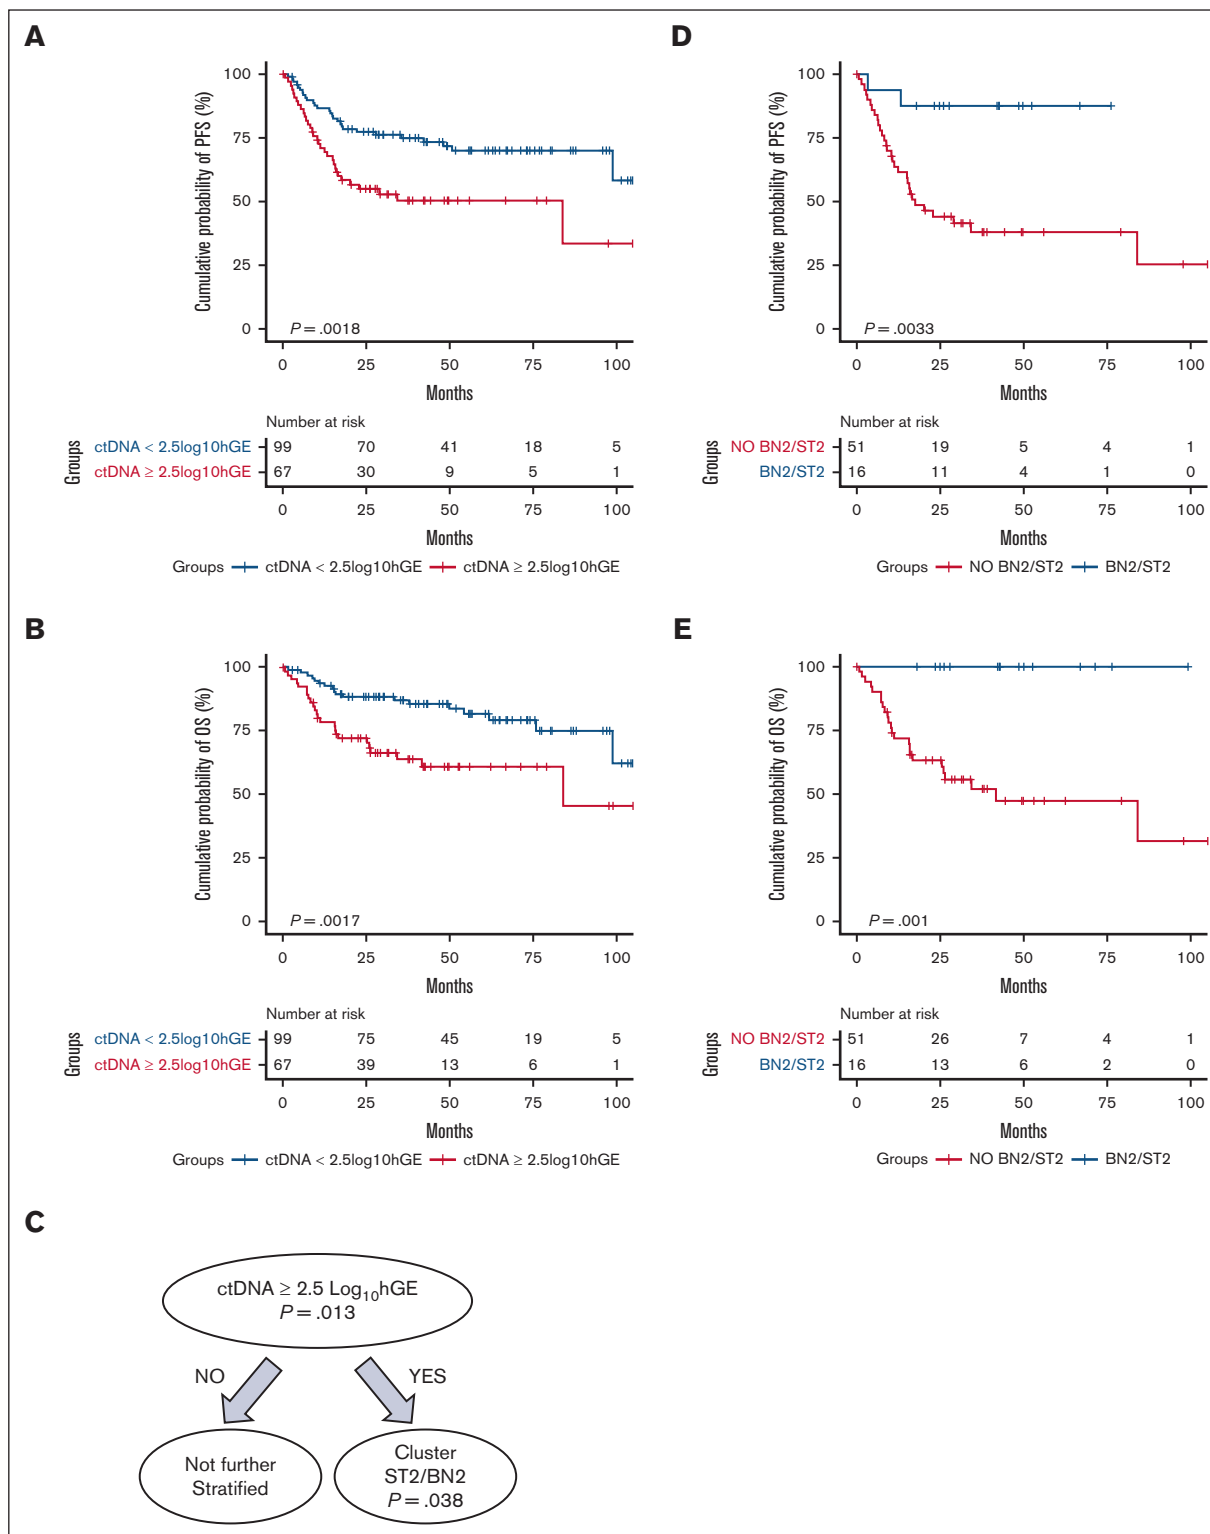 A
Cumulative probability of PFS (%)
100
75
50
25
0
P = .0018
0 25 50 75 100
Months
Number at risk
Groups
ctDNA < 2.5log10hGE 99 70 41 18 5
ctDNA ≥ 2.5log10hGE 67 30 9 5 1
0 25 50 75 100
Months
Groups ctDNA < 2.5log10hGE ctDNA ≥ 2.5log10hGE
D
Cumulative probability of PFS (%)
100
75
50
25
0
P = .0033
0 25 50 75 100
Months
Number at risk
Groups
NO BN2/ST2 51 19 5 4 1
BN2/ST2 16 11 4 1 0
0 25 50 75 100
Months
Groups NO BN2/ST2 BN2/ST2
B
Cumulative probability of OS (%)
100
75
50
25
0
P = .0017
0 25 50 75 100
Months
Number at risk
Groups
ctDNA < 2.5log10hGE 99 75 45 19 5
ctDNA ≥ 2.5log10hGE 67 39 13 6 1
0 25 50 75 100
Months
Groups ctDNA < 2.5log10hGE ctDNA ≥ 2.5log10hGE
E
Cumulative probability of OS (%)
100
75
50
25
0
P = .001
0 25 50 75 100
Months
Number at risk
Groups
NO BN2/ST2 51 26 7 4 1
BN2/ST2 16 13 6 2 0
0 25 50 75 100
Months
Groups NO BN2/ST2 BN2/ST2
C
ctDNA ≥ 2.5 Log₁₀hGE
P = .013
NO YES
Not further
Stratified
Cluster
ST2/BN2
P = .038